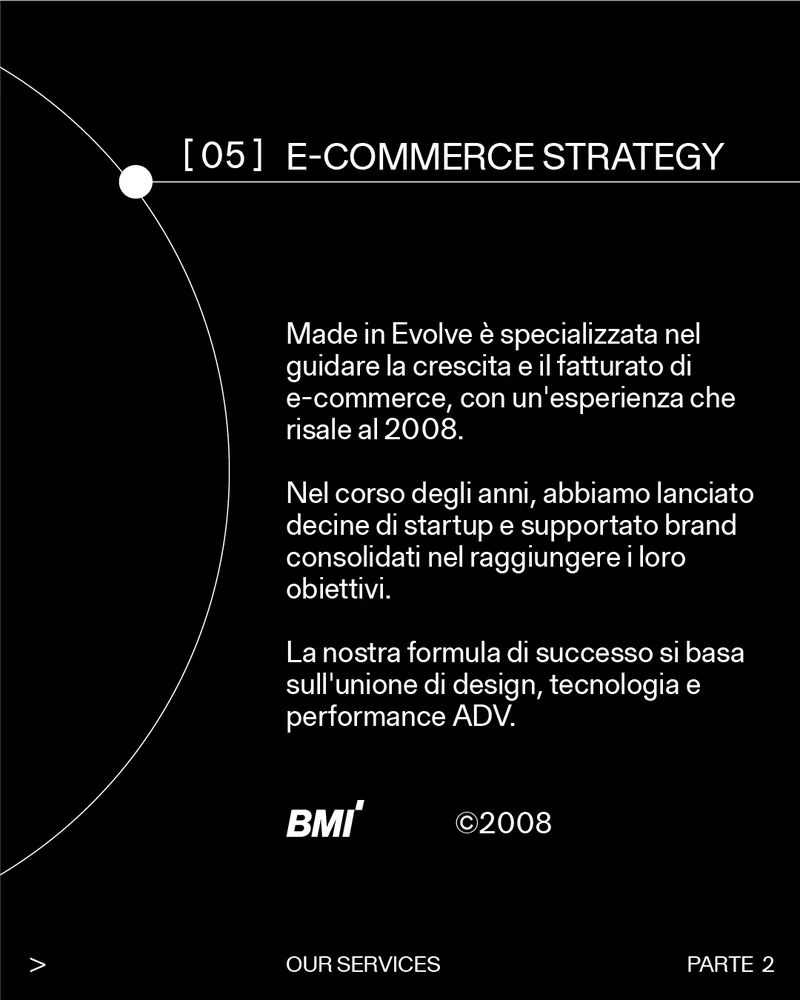 [05] E-COMMERCE STRATEGY
Made in Evolve è specializzata nel
guidare la crescita e il fatturato di
e-commerce, con un'esperienza che
risale al 2008.
Nel corso degli anni, abbiamo lanciato
decine di startup e supportato brand
consolidati nel raggiungere i loro
obiettivi.
La nostra formula di successo si basa
sull'unione di design, tecnologia e
performance ADV.
BMI ©2008
> OUR SERVICES PARTE 2